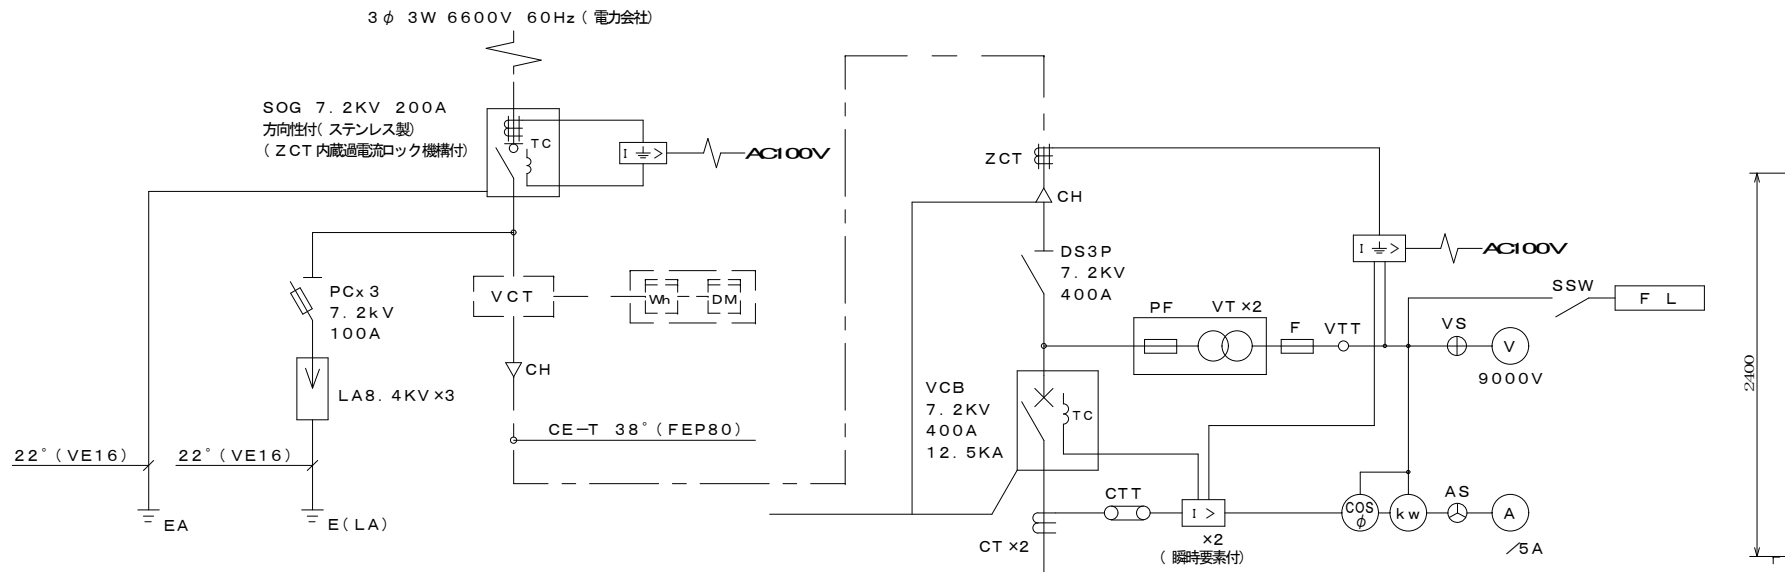 3φ 3W 6600V 60Hz(電力会社)
SOG 7.2KV 200A
方向性付(ステンレス製)
(ZCT内蔵過電流ロック機構付)
TC
I >
AC100V
ZCT
CH
DS3P
7.2KV
400A
I >
AC100V
SSW
F L
PCx3
7.2kV
100A
VCT
Wh
DM
PF
VT×2
F
VTT
VS
V
9000V
2400
CH
LA8.4KV×3
VCB
7.2KV
400A
12.5KA
TC
CE-T 38°(FEP80)
22°(VE16)
22°(VE16)
EA
E(LA)
CTT
I >
×2
(瞬時要素付)
CT×2
COS
φ
kw
AS
A
/5A